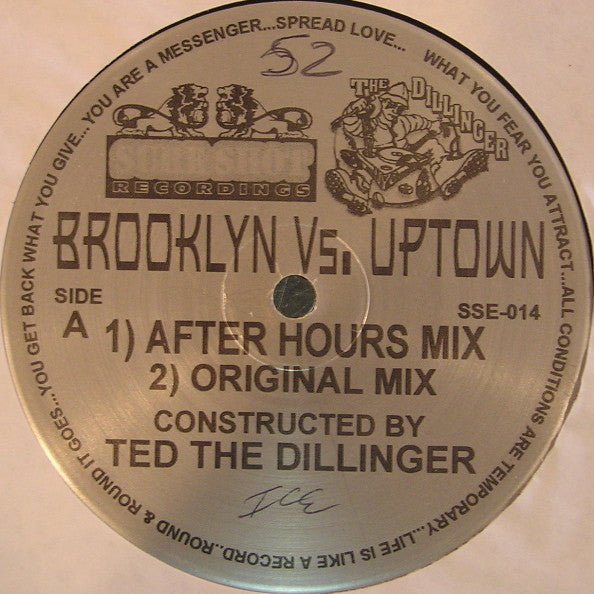 LIFE IS LIKE A RECORD..ROUND & ROUND IT GOES...YOU GET BACK WHAT YOU GIVE...YOU ARE A MESSENGER...SPREAD LOVE... WHAT YOU FEAR YOU ATTRACT...ALL CONDITIONS ARE TEMPORARY...
52
SURE SHOT
RECORDINGS
THE DILLINGER
BROOKLYN Vs. UPTOWN
SIDE
A
SSE-014
1) AFTER HOURS MIX
2) ORIGINAL MIX
CONSTRUCTED BY
TED THE DILLINGER
ICE